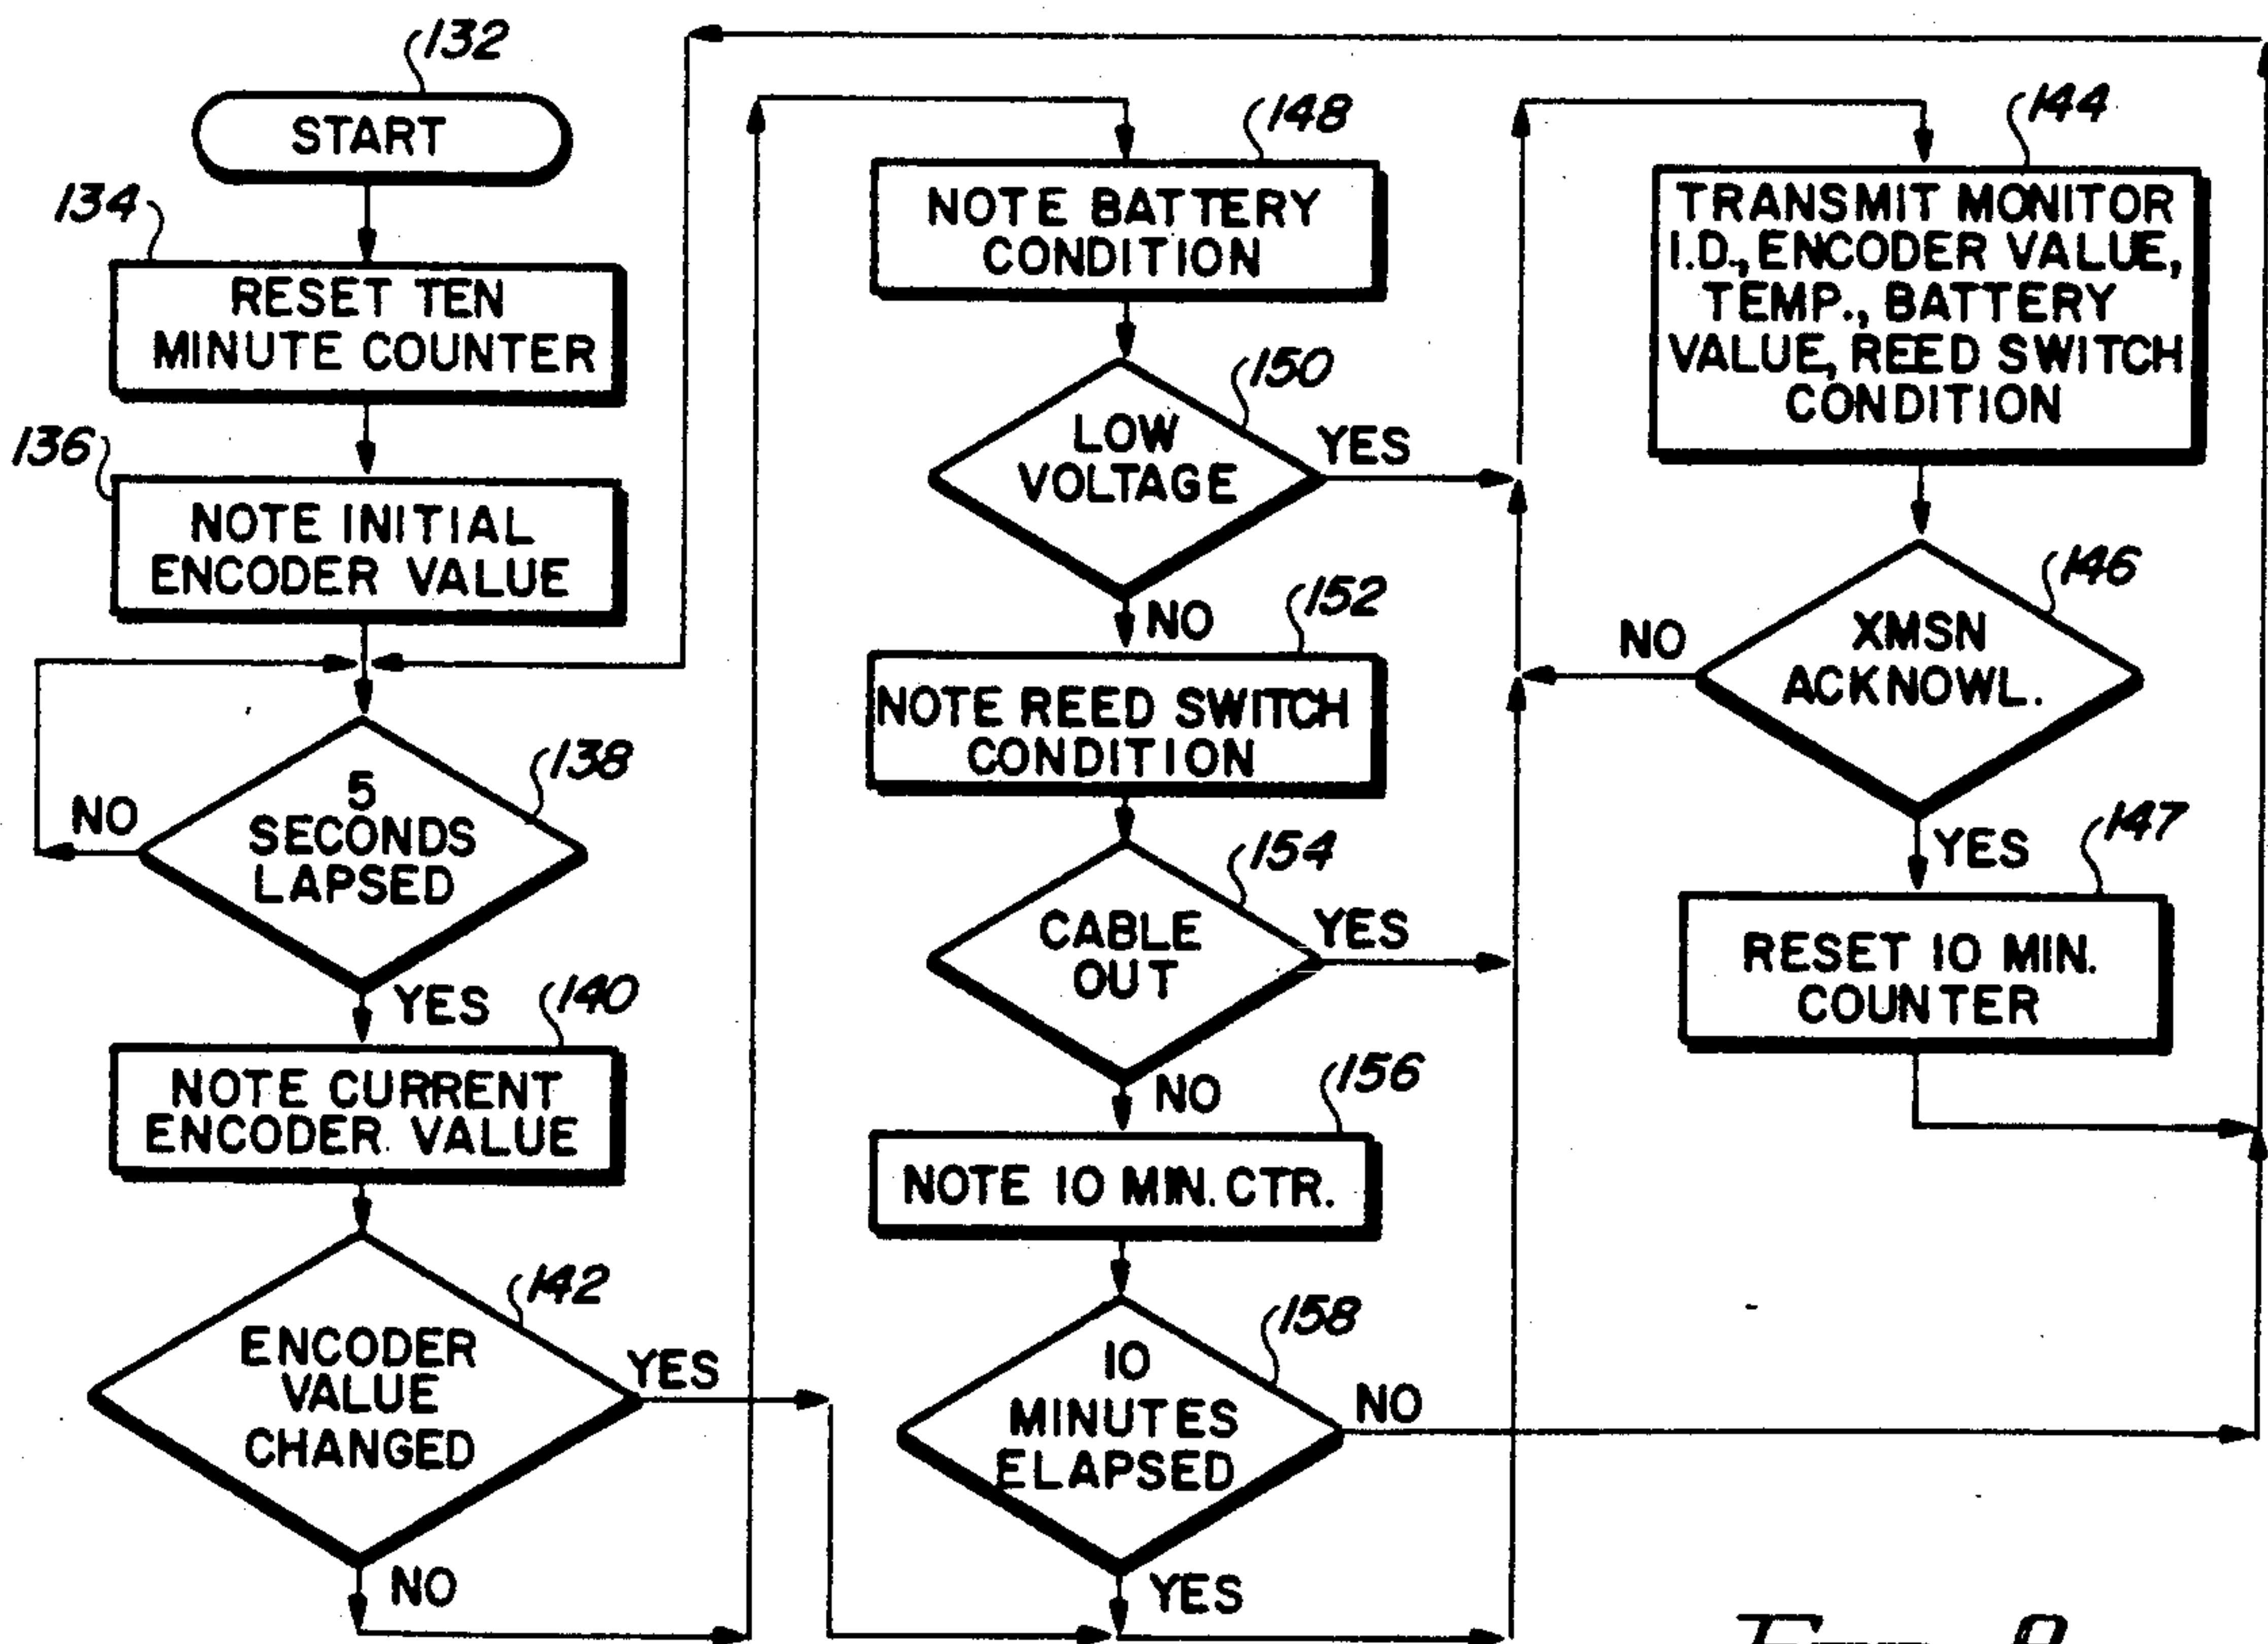 132
START
134
RESET TEN
MINUTE COUNTER
136
NOTE INITIAL
ENCODER VALUE
138
5
SECONDS
LAPSED
NO
YES
140
NOTE CURRENT
ENCODER VALUE
142
ENCODER
VALUE
CHANGED
YES
NO
148
NOTE BATTERY
CONDITION
150
LOW
VOLTAGE
YES
NO
152
NOTE REED SWITCH
CONDITION
154
CABLE
OUT
YES
NO
156
NOTE 10 MIN. CTR.
158
10
MINUTES
ELAPSED
NO
YES
144
TRANSMIT MONITOR
I.D., ENCODER VALUE,
TEMP., BATTERY
VALUE, REED SWITCH
CONDITION
146
XMSN
ACKNOWL.
NO
YES
147
RESET 10 MIN.
COUNTER